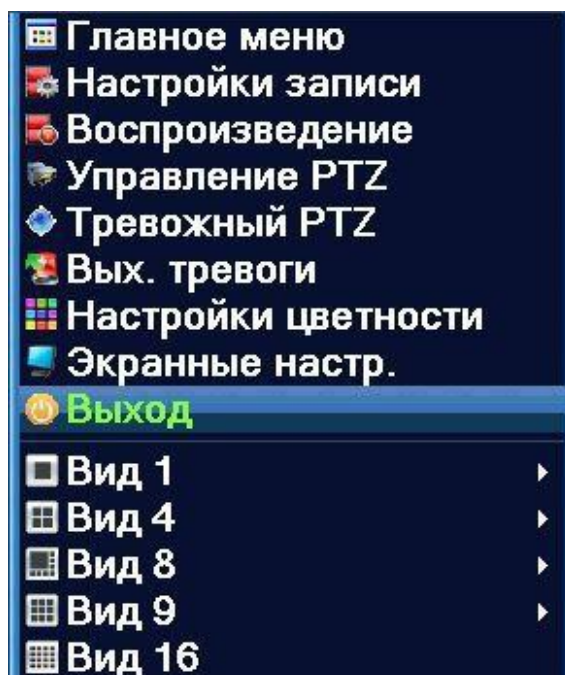 Главное меню
Настройки записи
Воспроизведение
Управление PTZ
Тревожный PTZ
Вых. тревоги
Настройки цветности
Экранные настр.
Выход
Вид 1
Вид 4
Вид 8
Вид 9
Вид 16